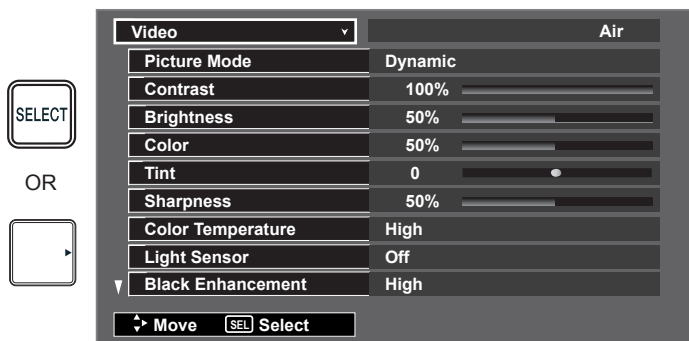 Video Air
Picture Mode Dynamic
Contrast 100%
Brightness 50%
Color 50%
Tint 0
Sharpness 50%
Color Temperature High
Light Sensor Off
Black Enhancement High
Move SEL Select
SELECT
OR